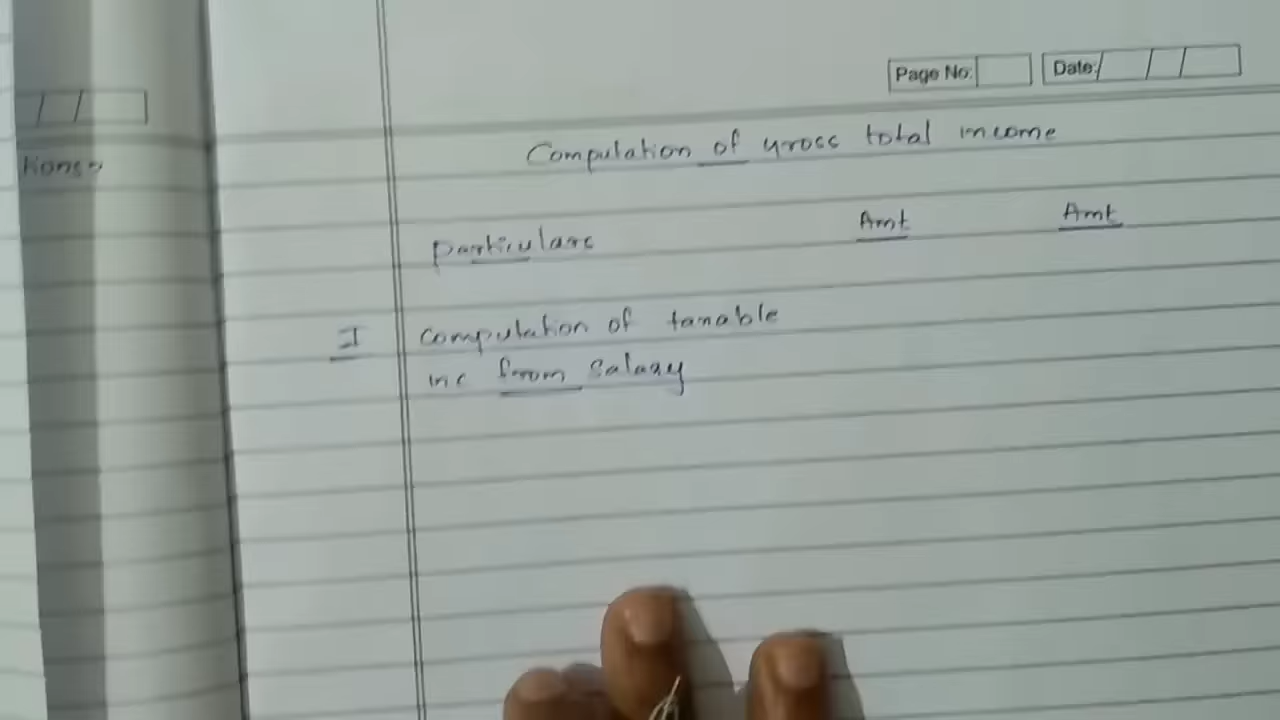 Page No: Date:
Computation of gross total income
Particulars Amt Amt
I computation of taxable
inc from salary